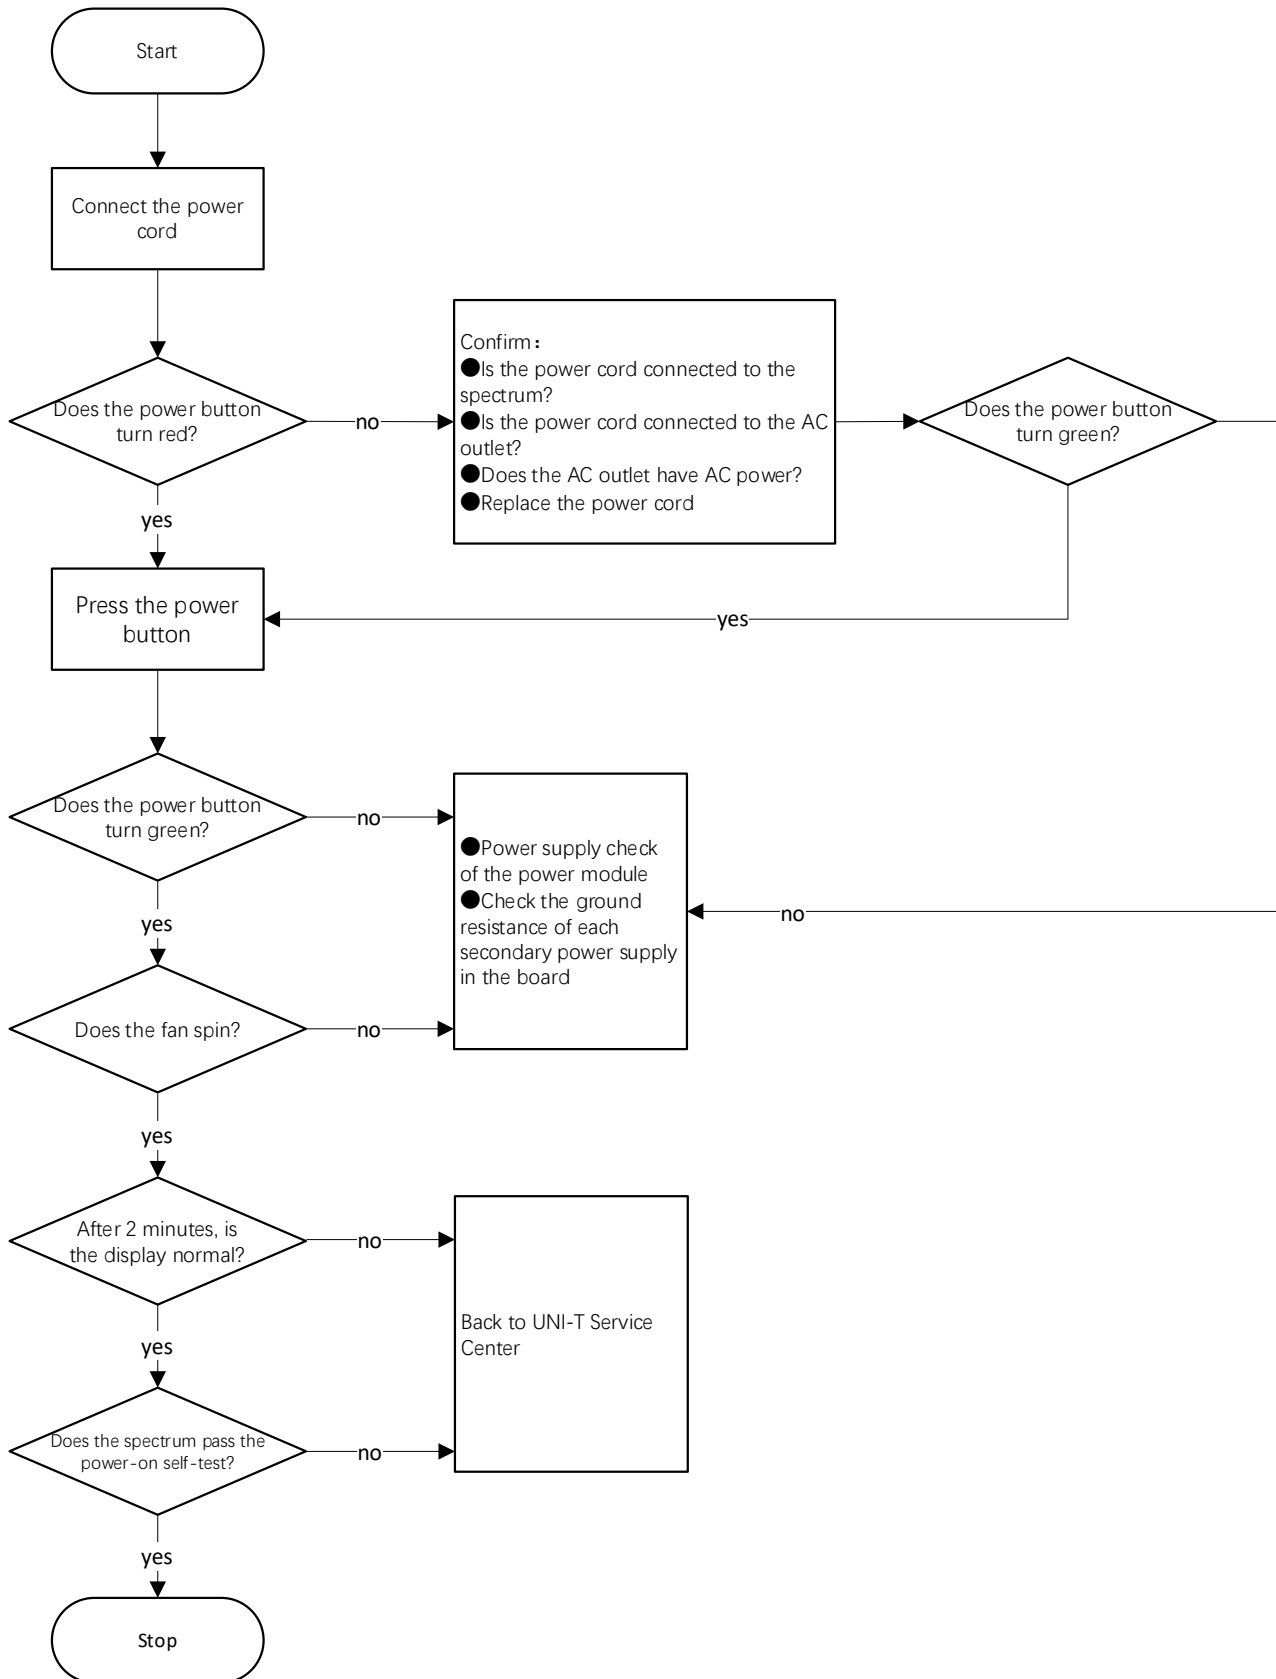 Start
Connect the power
cord
Does the power button
turn red?
no
Confirm：
●Is the power cord connected to the
spectrum?
●Is the power cord connected to the AC
outlet?
●Does the AC outlet have AC power?
●Replace the power cord
Does the power button
turn green?
yes
Press the power
button
yes
Does the power button
turn green?
no
●Power supply check
of the power module
●Check the ground
resistance of each
secondary power supply
in the board
no
yes
Does the fan spin?
no
yes
After 2 minutes, is
the display normal?
no
Back to UNI-T Service
Center
yes
Does the spectrum pass the
power-on self-test?
no
yes
Stop